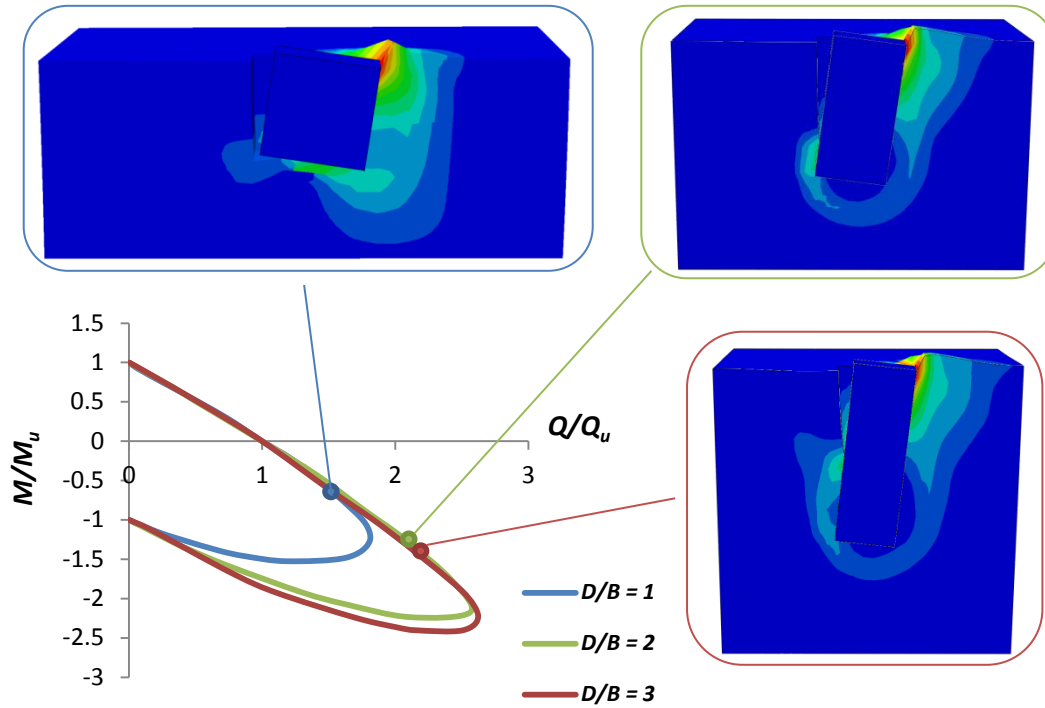 1.5
1
0.5
0
-0.5
-1
-1.5
-2
-2.5
-3
M/Mu
0 1 2 3
Q/Qu
D/B = 1
D/B = 2
D/B = 3